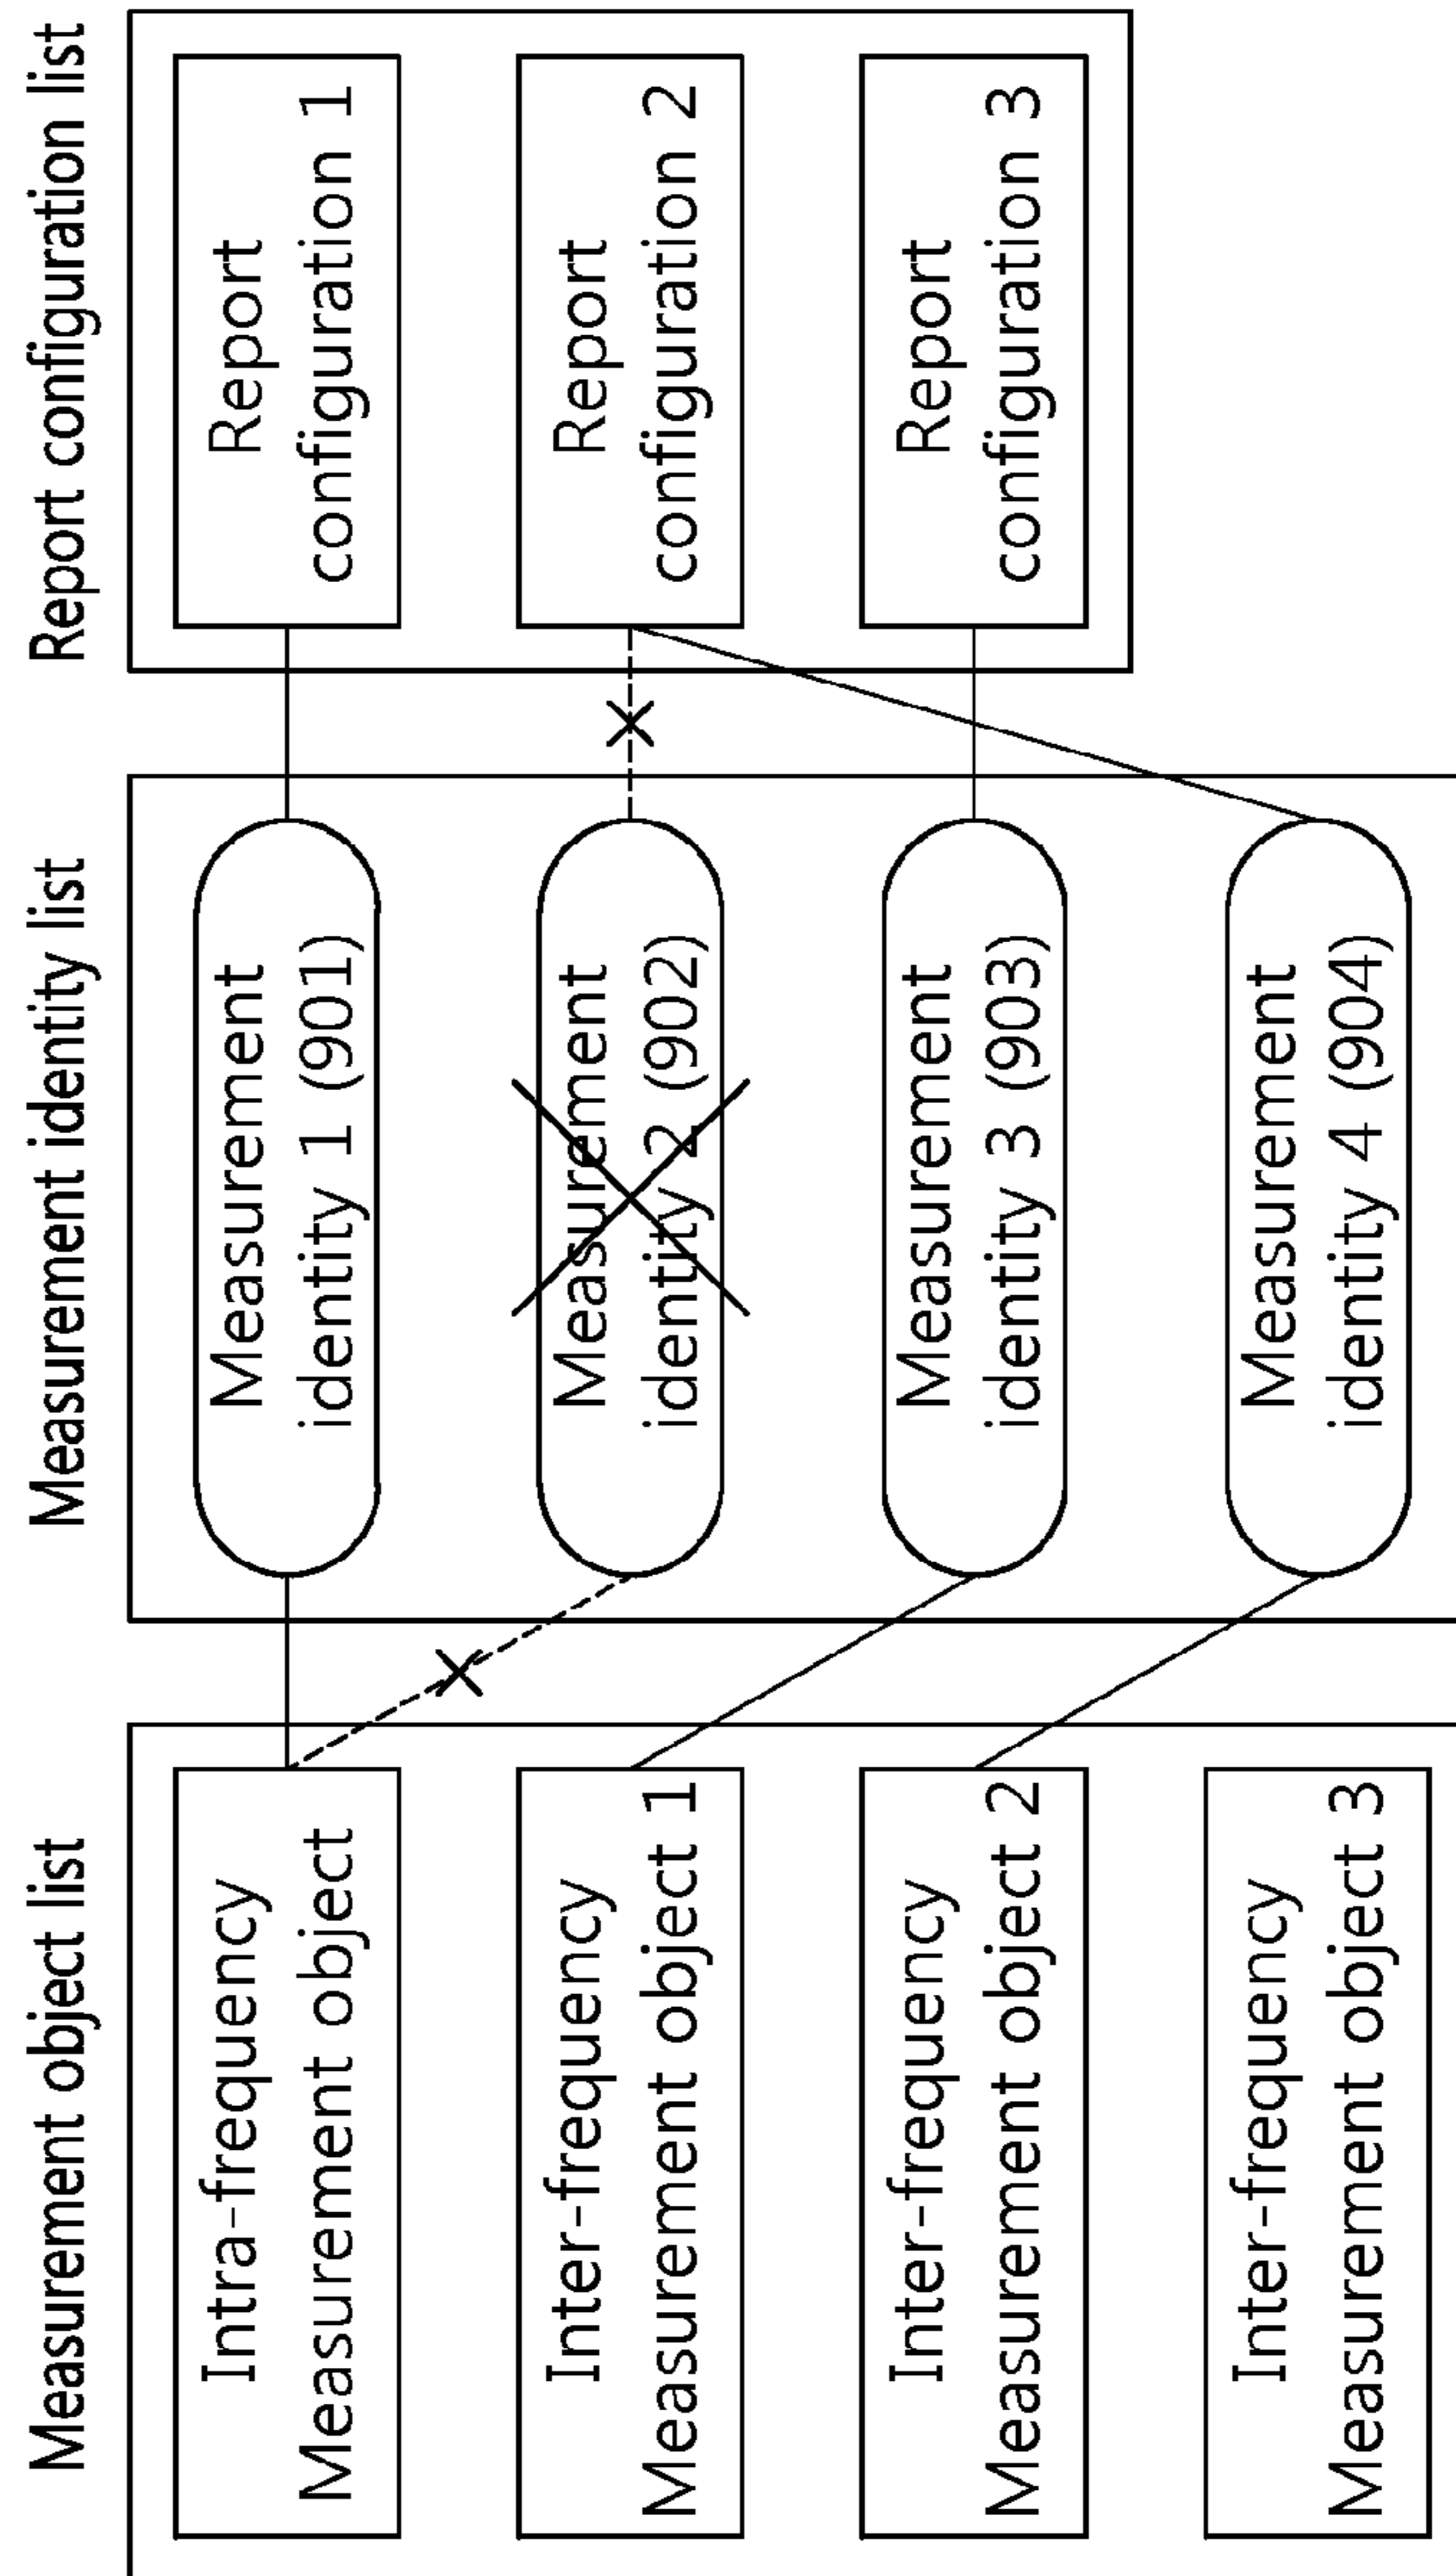 Measurement object list
Intra-frequency
Measurement object
Inter-frequency
Measurement object 1
Inter-frequency
Measurement object 2
Inter-frequency
Measurement object 3
Measurement identity list
Measurement
identity 1 (901)
Measurement
identity 2 (902)
Measurement
identity 3 (903)
Measurement
identity 4 (904)
Report configuration list
Report
configuration 1
Report
configuration 2
Report
configuration 3